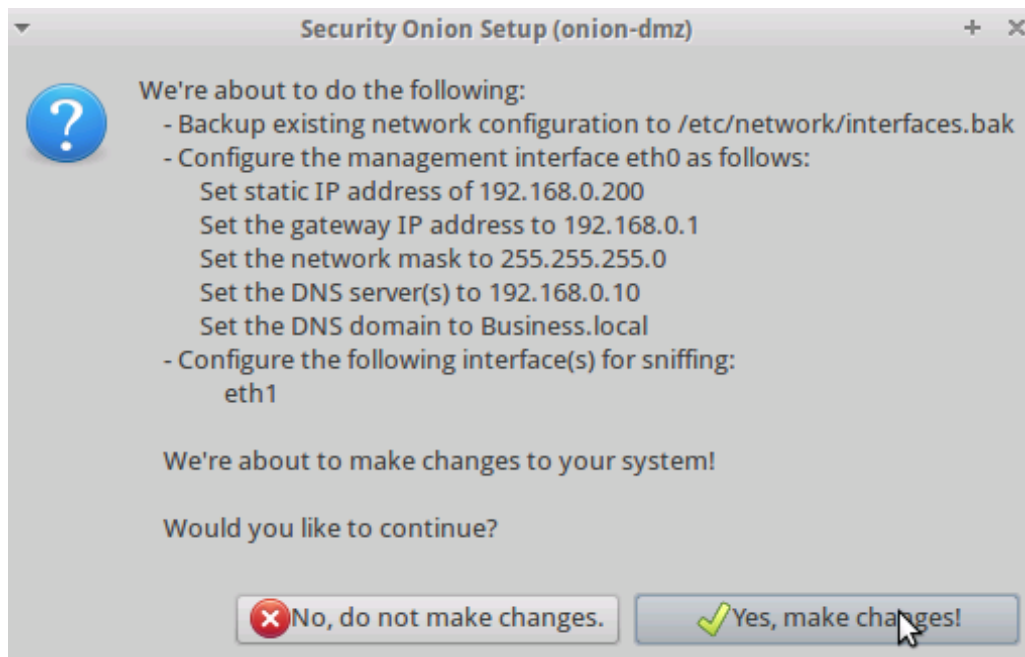 Security Onion Setup (onion-dmz)
We're about to do the following:
- Backup existing network configuration to /etc/network/interfaces.bak
- Configure the management interface eth0 as follows:
Set static IP address of 192.168.0.200
Set the gateway IP address to 192.168.0.1
Set the network mask to 255.255.255.0
Set the DNS server(s) to 192.168.0.10
Set the DNS domain to Business.local
- Configure the following interface(s) for sniffing:
eth1
We're about to make changes to your system!
Would you like to continue?
No, do not make changes.
Yes, make changes!